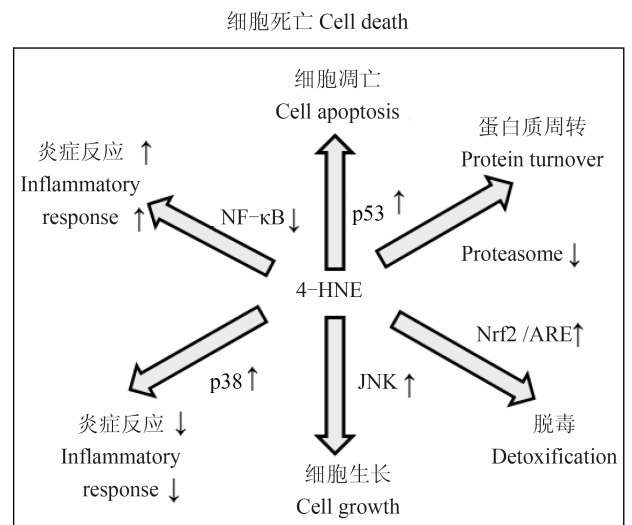 细胞死亡 Cell death
细胞凋亡
Cell apoptosis
蛋白质周转
Protein turnover
炎症反应 ↑
Inflammatory
response ↑
NF-κB↓
p53 ↑
Proteasome ↓
4-HNE
Nrf2 /ARE↑
p38 ↑
JNK ↑
炎症反应 ↓
Inflammatory
response ↓
细胞生长
Cell growth
脱毒
Detoxification